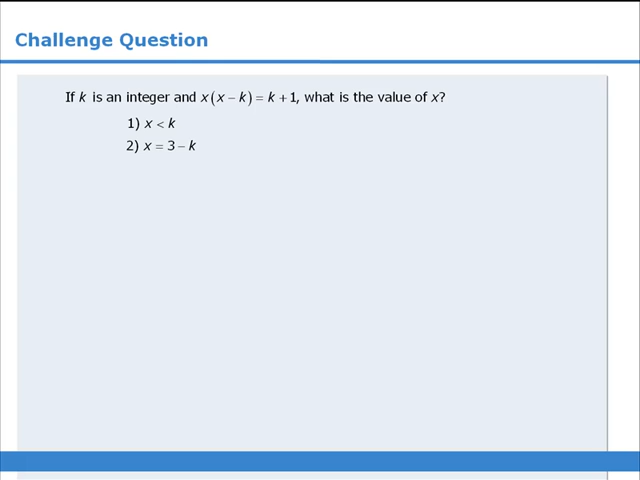 Challenge Question
If k is an integer and x(x − k) = k + 1, what is the value of x?
1) x < k
2) x = 3 − k